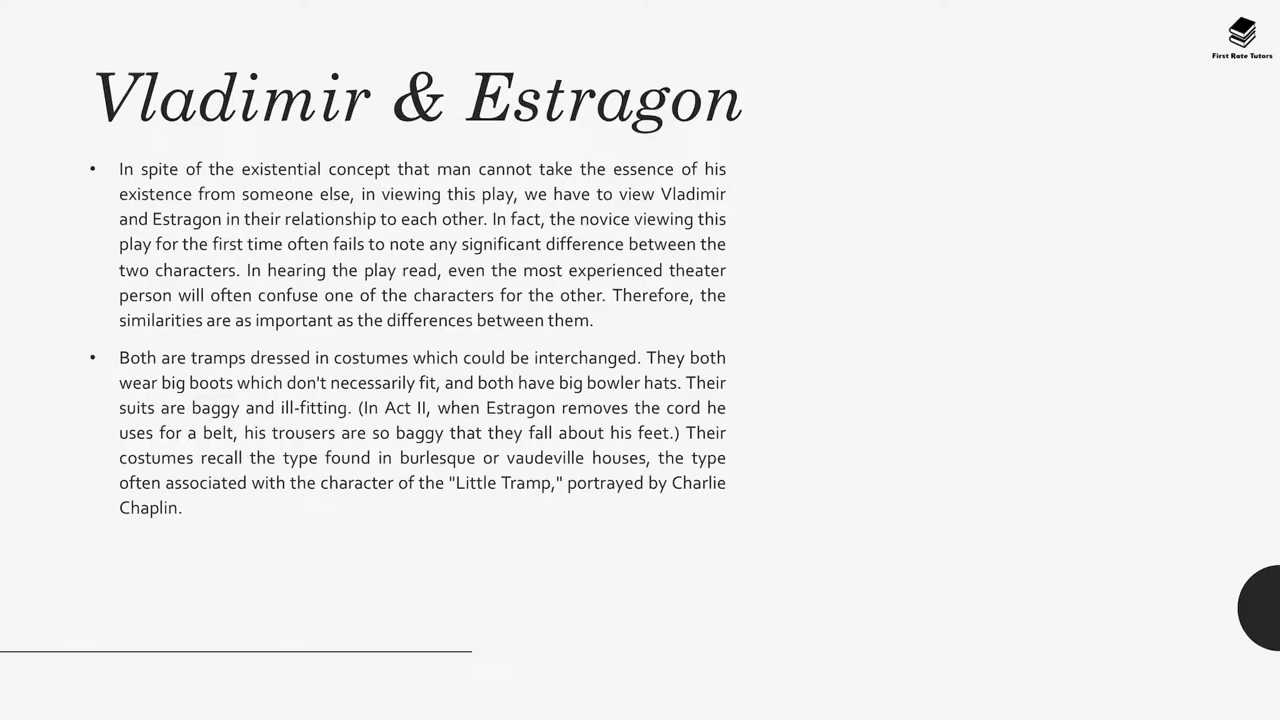 First Rate Tutors
Vladimir & Estragon
• In spite of the existential concept that man cannot take the essence of his
existence from someone else, in viewing this play, we have to view Vladimir
and Estragon in their relationship to each other. In fact, the novice viewing this
play for the first time often fails to note any significant difference between the
two characters. In hearing the play read, even the most experienced theater
person will often confuse one of the characters for the other. Therefore, the
similarities are as important as the differences between them.
• Both are tramps dressed in costumes which could be interchanged. They both
wear big boots which don't necessarily fit, and both have big bowler hats. Their
suits are baggy and ill-fitting. (In Act II, when Estragon removes the cord he
uses for a belt, his trousers are so baggy that they fall about his feet.) Their
costumes recall the type found in burlesque or vaudeville houses, the type
often associated with the character of the "Little Tramp," portrayed by Charlie
Chaplin.